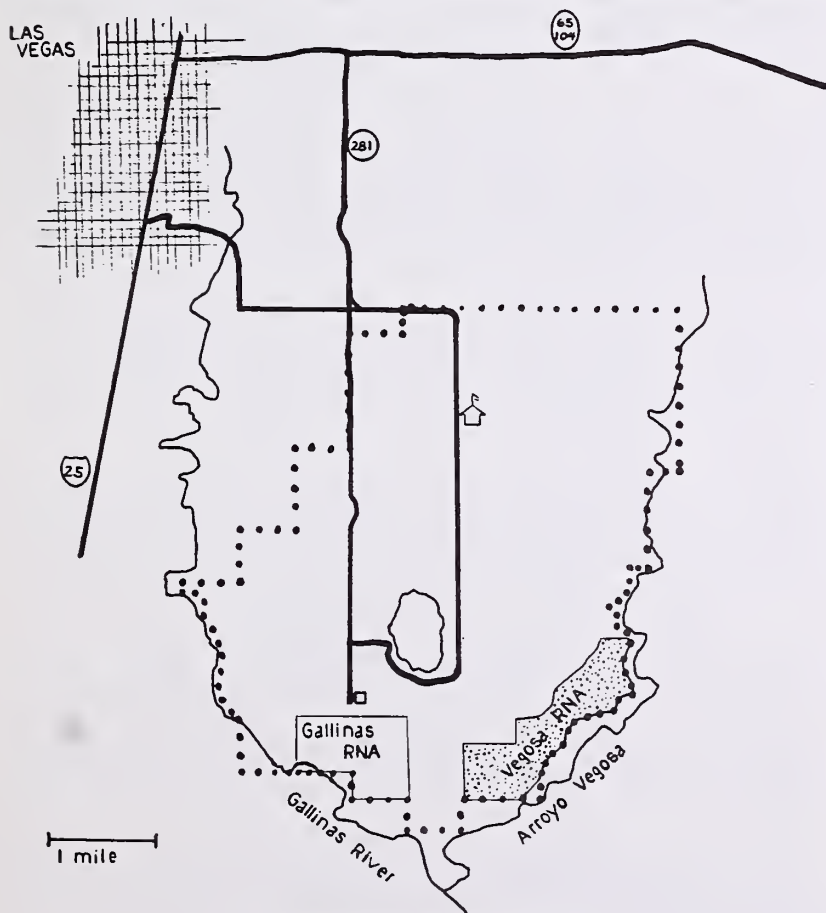 LAS
VEGAS
65
104
281
25
Gallinas
RNA
Vegosa RNA
Arroyo Vegosa
Gallinas River
1 mile